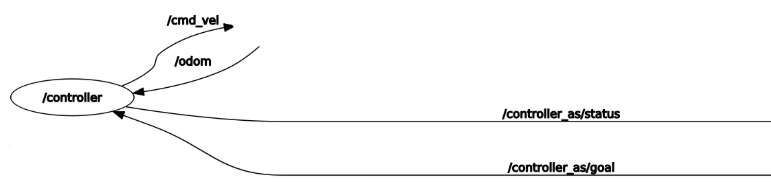 /cmd_vel
/odom
/controller
/controller_as/status
/controller_as/goal